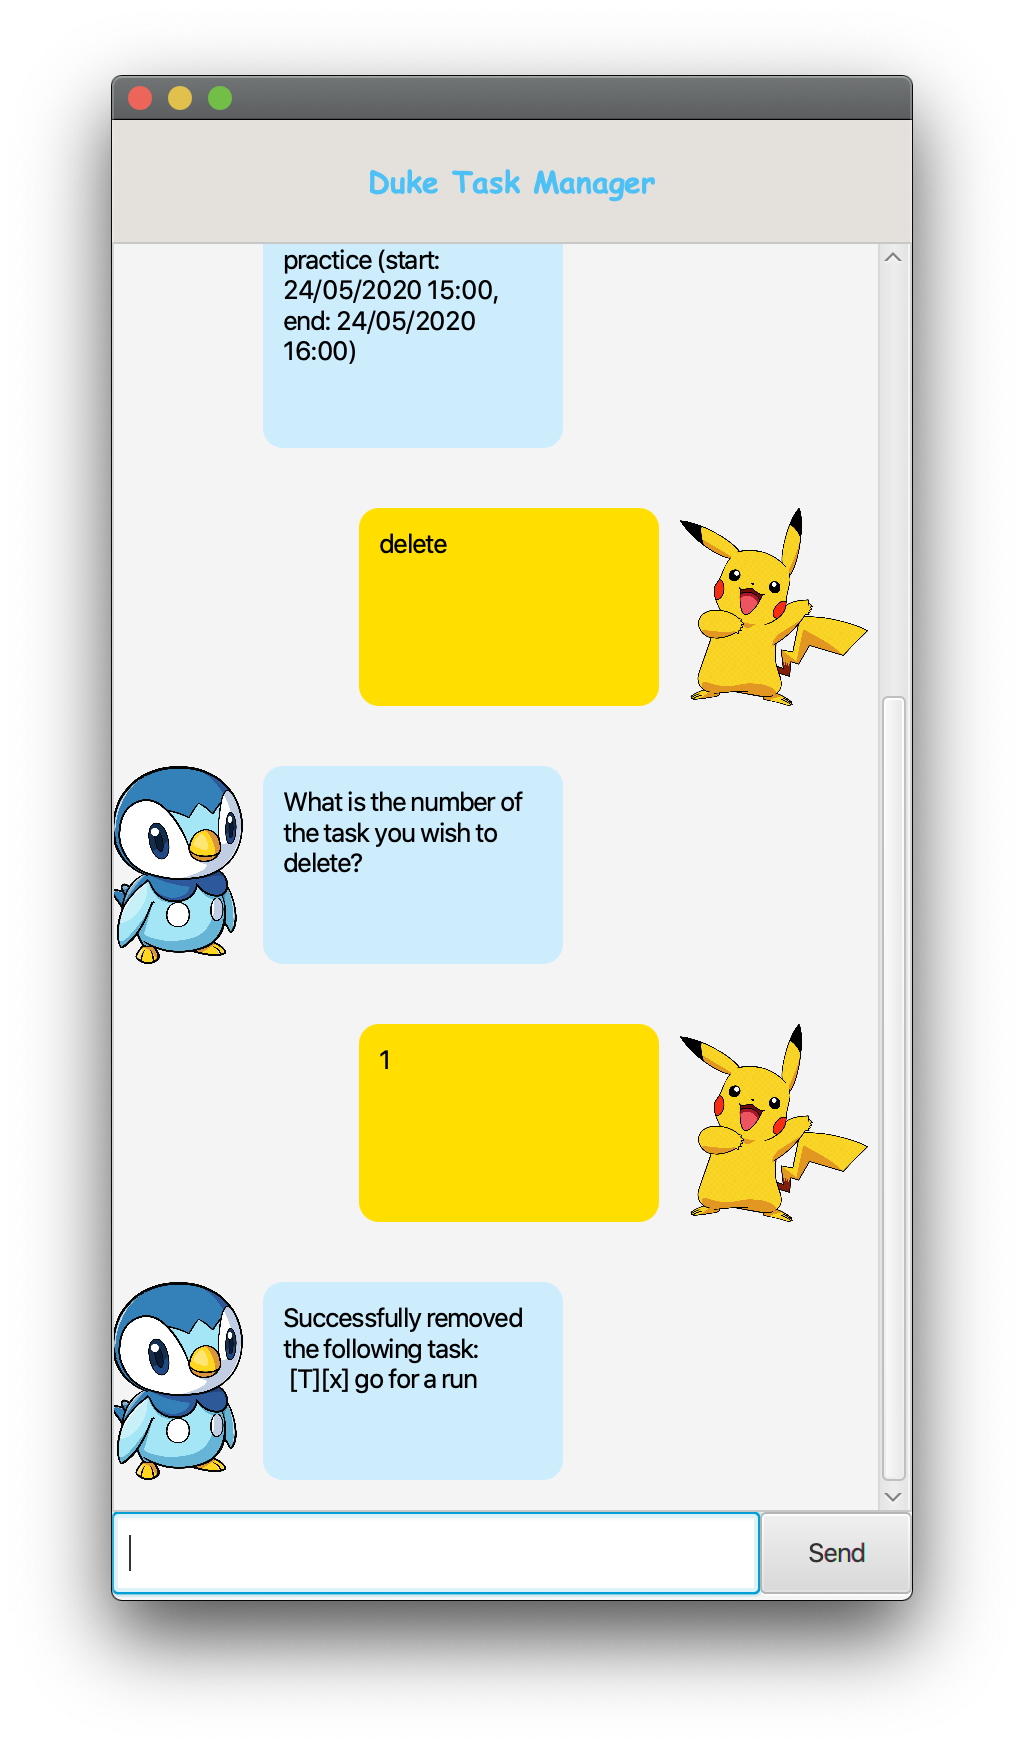 Duke Task Manager
practice (start:
24/05/2020 15:00,
end: 24/05/2020
16:00)
delete
What is the number of
the task you wish to
delete?
1
Successfully removed
the following task:
[T][x] go for a run
Send